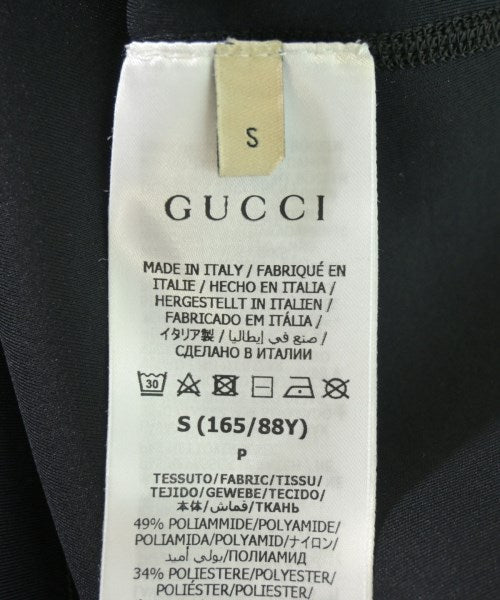 S
GUCCI
MADE IN ITALY / FABRIQUÉ EN
ITALIE / HECHO EN ITALIA /
HERGESTELLT IN ITALIEN /
FABRICADO EM ITÁLIA /
イタリア製 / صنع في إيطاليا /
СДЕЛАНО В ИТАЛИИ
30
S (165/88Y)
P
TESSUTO/FABRIC/TISSU/
TEJIDO/GEWEBE/TECIDO/
本体/قماش/ТКАНЬ
49% POLIAMMIDE/POLYAMIDE/
POLIAMIDA/POLYAMID/ナイロン/
بولي أميد/ПОЛИАМИД
34% POLIESTERE/POLYESTER/
POLIÉSTER/POLIESTER/